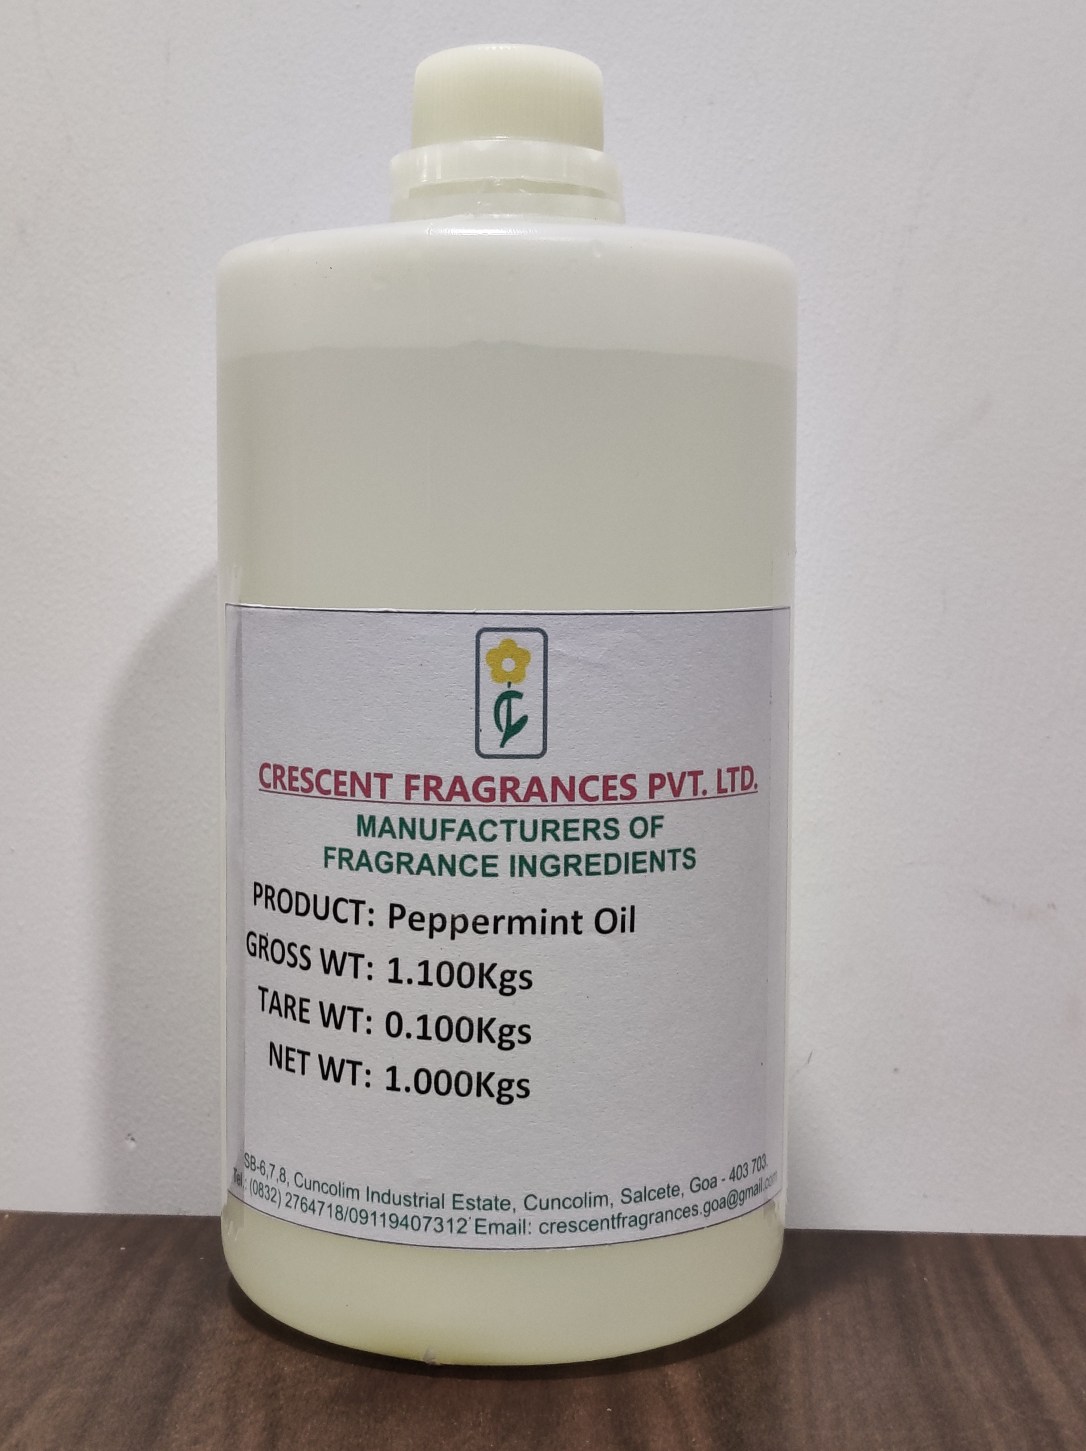 CRESCENT FRAGRANCES PVT. LTD.
MANUFACTURERS OF
FRAGRANCE INGREDIENTS
PRODUCT: Peppermint Oil
GROSS WT: 1.100Kgs
TARE WT: 0.100Kgs
NET WT: 1.000Kgs
SB-6,7,8, Cuncolim Industrial Estate, Cuncolim, Salcete, Goa - 403 703.
Tel : (0832) 2764718/09119407312 Email: crescentfragrances.goa@gmail.com